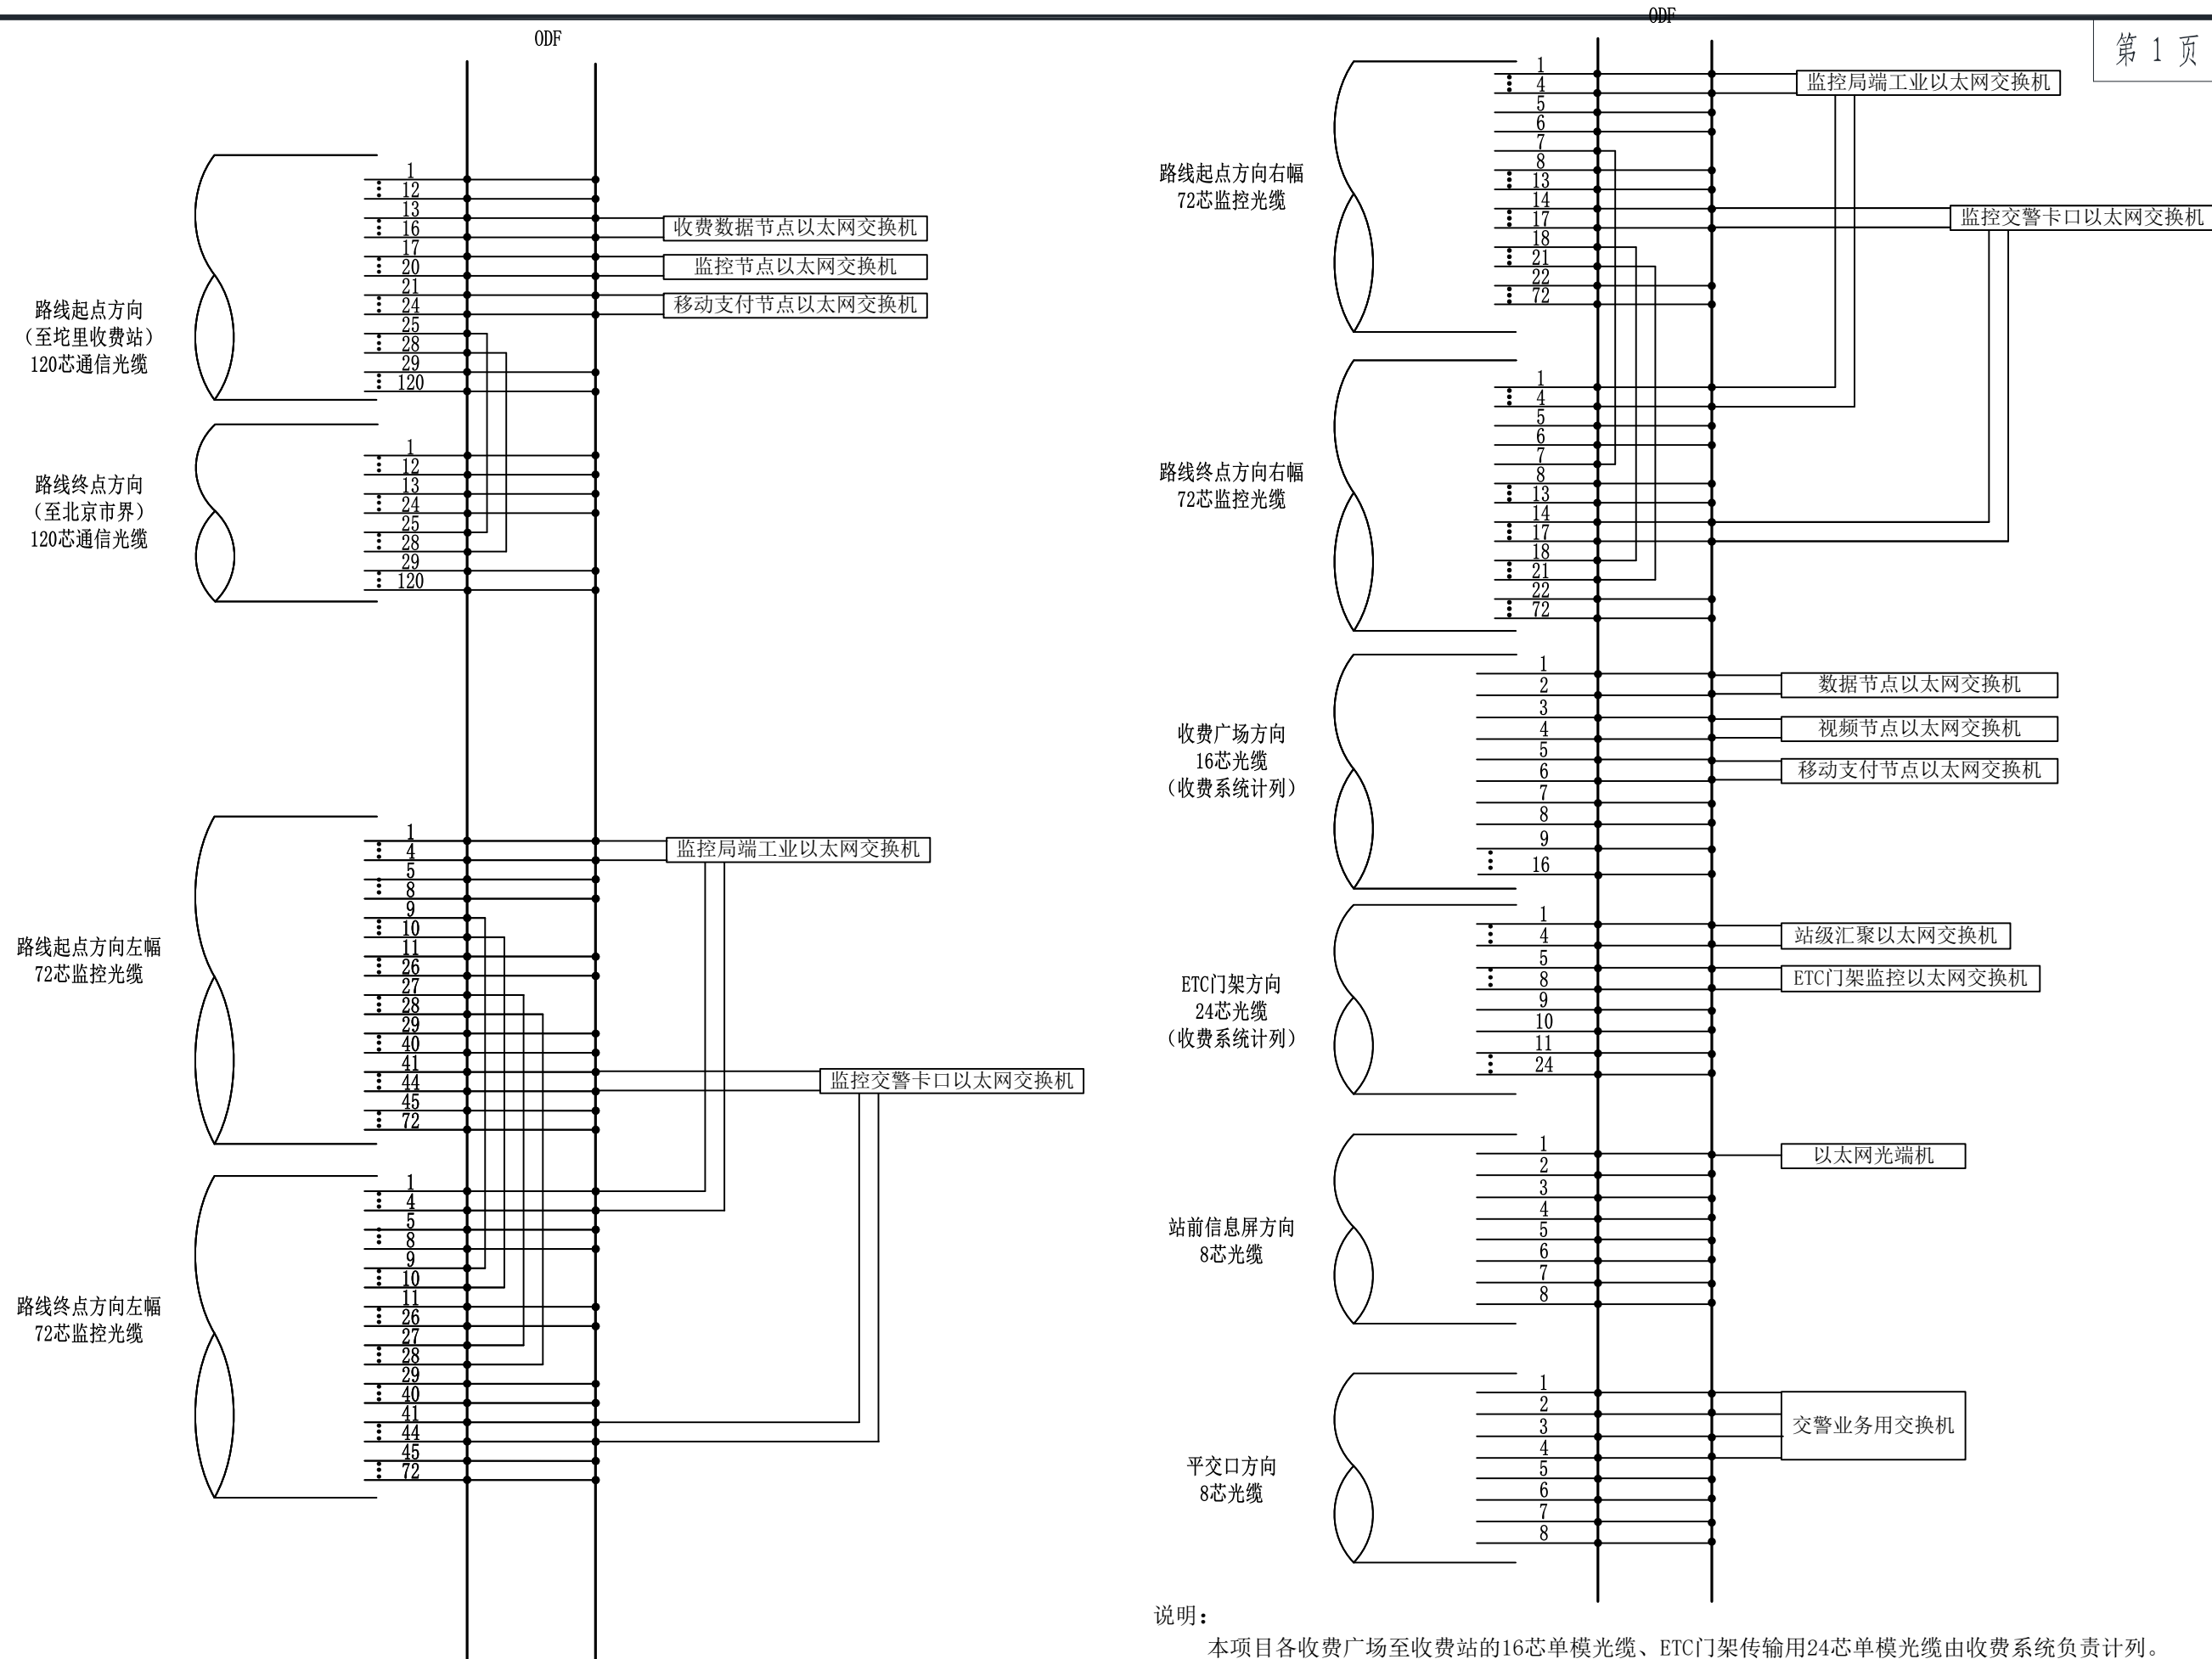 ODF
路线起点方向
（至坨里收费站）
120芯通信光缆
1
12
13
16
17
20
21
24
25
28
29
120
收费数据节点以太网交换机
监控节点以太网交换机
移动支付节点以太网交换机
路线终点方向
（至北京市界）
120芯通信光缆
1
12
13
24
25
28
29
120
路线起点方向左幅
72芯监控光缆
1
4
5
8
9
10
11
26
27
28
29
40
41
44
45
72
监控局端工业以太网交换机
监控交警卡口以太网交换机
路线终点方向左幅
72芯监控光缆
1
4
5
8
9
10
11
26
27
28
29
40
41
44
45
72
ODF
第 1 页
路线起点方向右幅
72芯监控光缆
1
4
5
6
7
8
13
14
17
18
21
22
72
监控局端工业以太网交换机
监控交警卡口以太网交换机
路线终点方向右幅
72芯监控光缆
1
4
5
6
7
8
13
14
17
18
21
22
72
收费广场方向
16芯光缆
（收费系统计列）
1
2
3
4
5
6
7
8
9
16
数据节点以太网交换机
视频节点以太网交换机
移动支付节点以太网交换机
ETC门架方向
24芯光缆
（收费系统计列）
1
4
5
8
9
10
11
24
站级汇聚以太网交换机
ETC门架监控以太网交换机
站前信息屏方向
8芯光缆
1
2
3
4
5
6
7
8
以太网光端机
平交口方向
8芯光缆
1
2
3
4
5
6
7
8
交警业务用交换机
说明：
本项目各收费广场至收费站的16芯单模光缆、ETC门架传输用24芯单模光缆由收费系统负责计列。